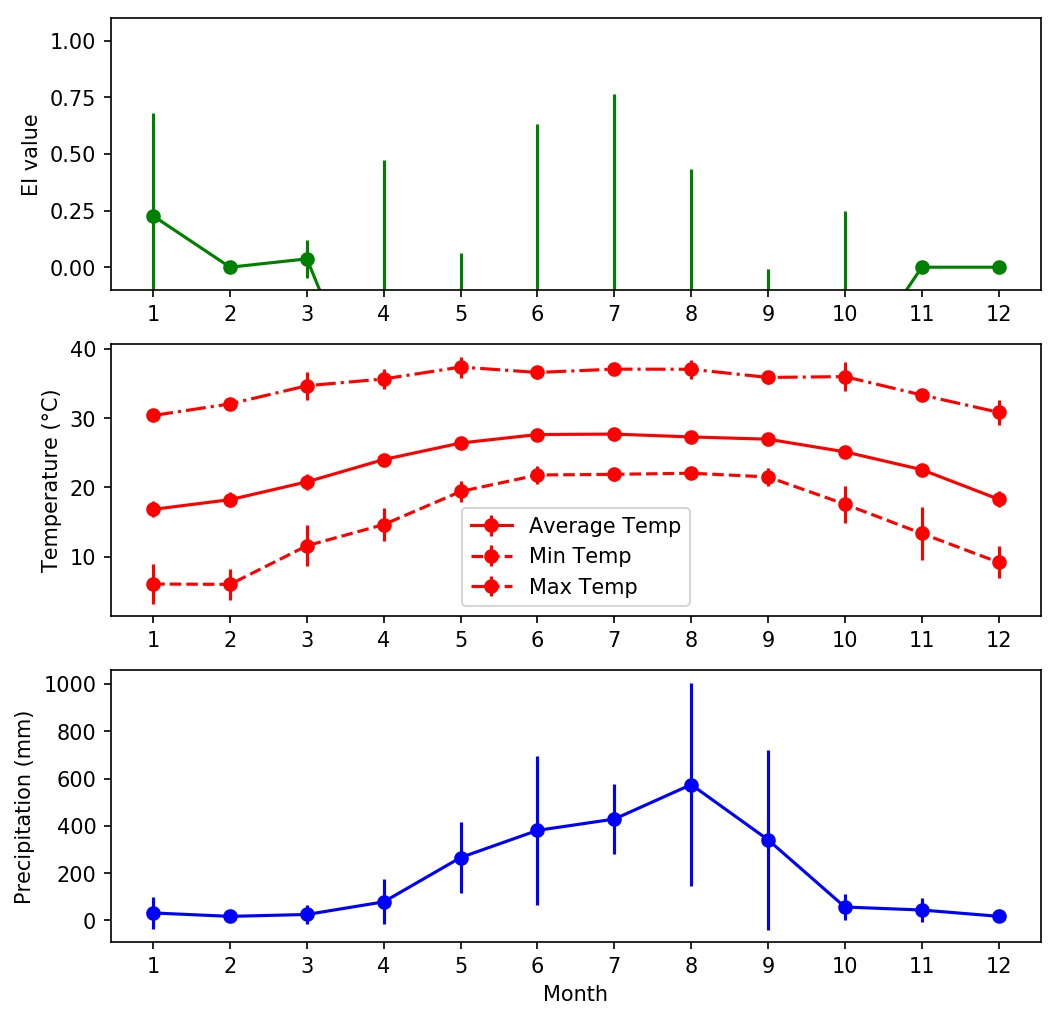 EI value
1.00
0.75
0.50
0.25
0.00
1 2 3 4 5 6 7 8 9 10 11 12
Temperature (°C)
40
30
20
10
Average Temp
Min Temp
Max Temp
1 2 3 4 5 6 7 8 9 10 11 12
Precipitation (mm)
1000
800
600
400
200
0
1 2 3 4 5 6 7 8 9 10 11 12
Month